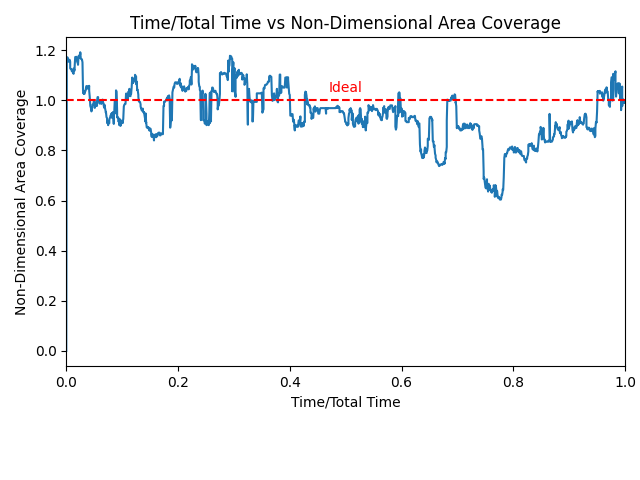 Time/Total Time vs Non-Dimensional Area Coverage
Non-Dimensional Area Coverage
1.2
1.0
0.8
0.6
0.4
0.2
0.0
Ideal
0.0 0.2 0.4 0.6 0.8 1.0
Time/Total Time